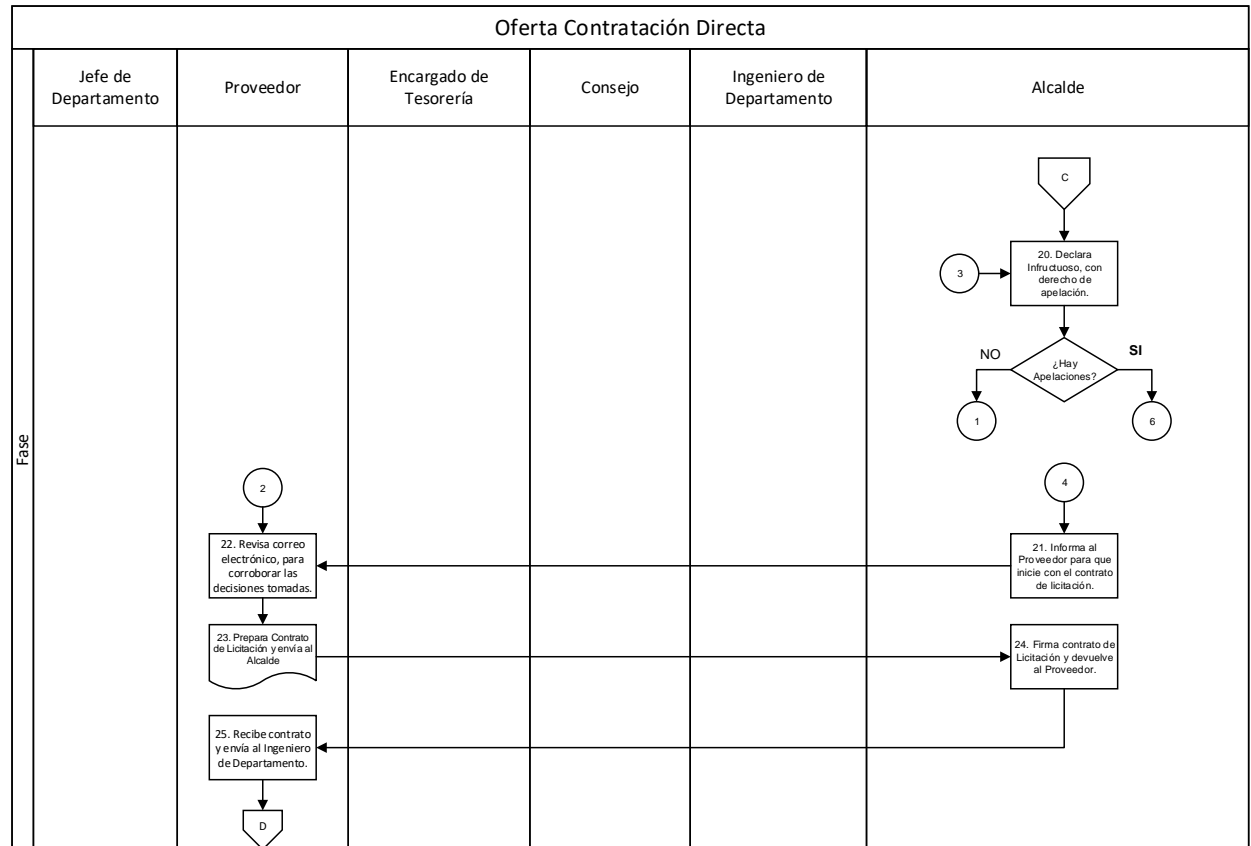 Oferta Contratación Directa
Fase
Jefe de
Departamento
Proveedor
Encargado de
Tesorería
Consejo
Ingeniero de
Departamento
Alcalde
C
3
20. Declara
Infructuoso, con
derecho de
apelación.
NO
¿Hay
Apelaciones?
SI
1
6
2
4
22. Revisa correo
electrónico, para
corroborar las
decisiones tomadas.
21. Informa al
Proveedor para que
inicie con el contrato
de licitación.
23. Prepara Contrato
de Licitación y envía al
Alcalde
24. Firma contrato de
Licitación y devuelve
al Proveedor.
25. Recibe contrato
y envía al Ingeniero
de Departamento.
D